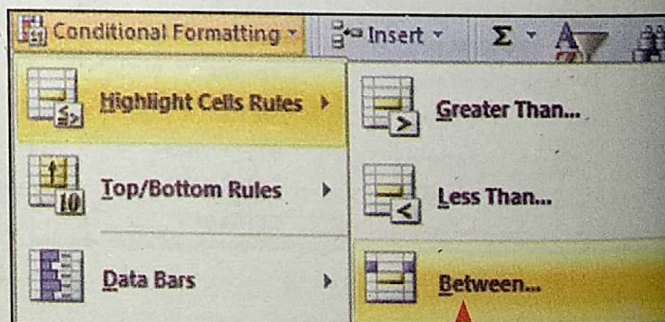 Conditional Formatting Insert Σ A
Highlight Cells Rules
Greater Than...
Top/Bottom Rules
10
Less Than...
Data Bars
Between...